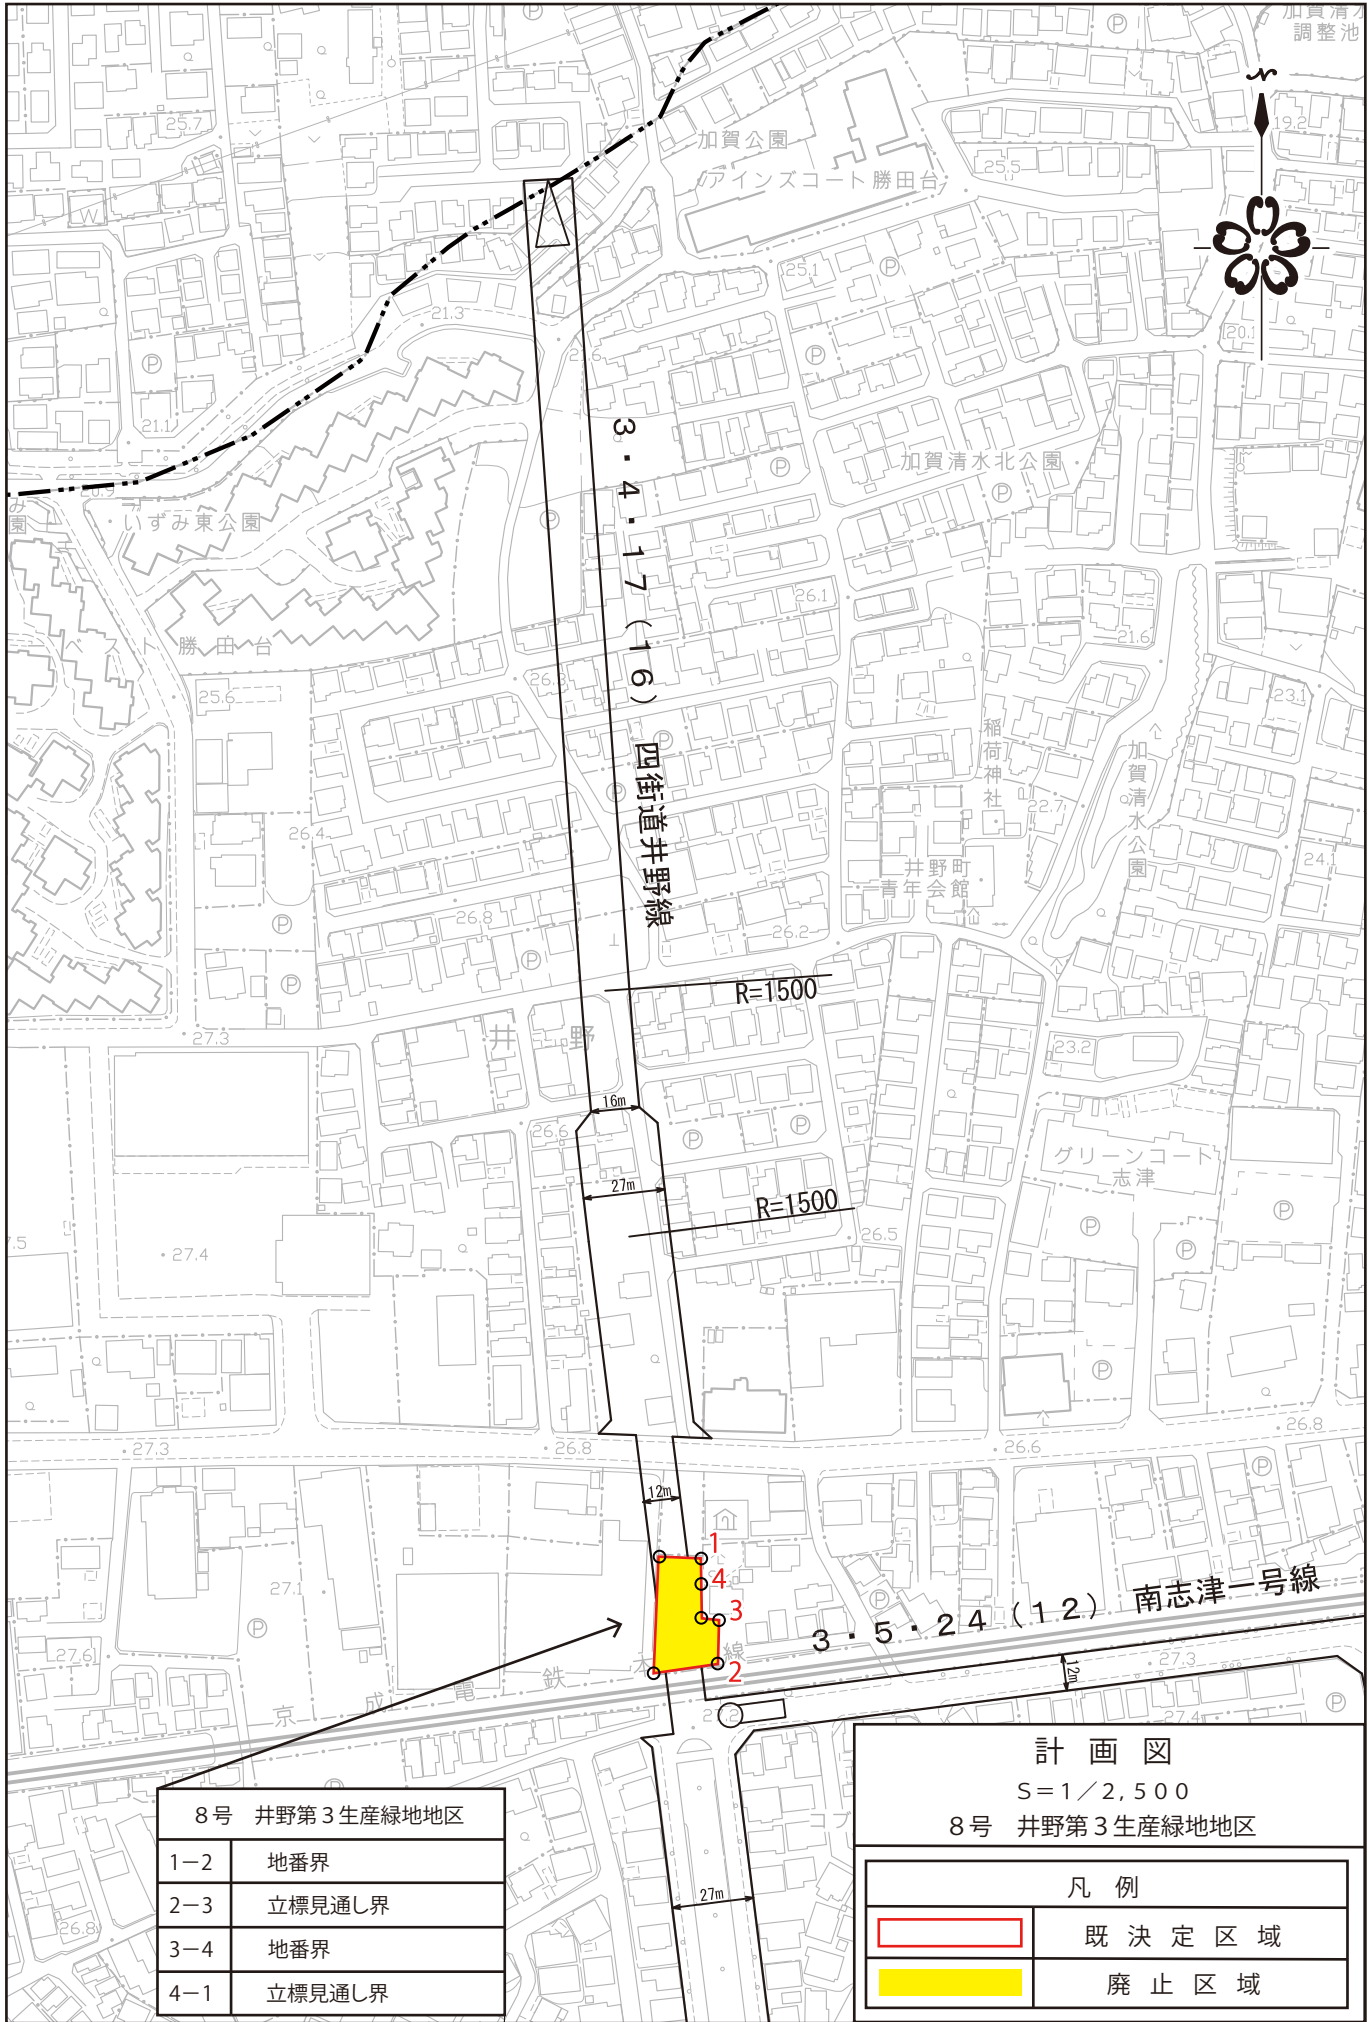 加賀清水
調整池
P
P
N
25.7
加賀公園
19.2
25.5
アインズコート勝田台
W
25.1
P
21.3
20.1
21.6
P
P
21.1
3・4・17（16）　四街道井野線
P
加賀清水北公園
P
20.9
いずみ東公園
P
26.1
21.6
ベスト勝田台
26.3
25.6
23.1
稲荷神社
加賀清水公園
P
P
22.7
26.4
24.1
井野町
青年会館
P
26.8
26.2
P
P
R=1500
井　野
27.3
23.2
16m
26.6
P
P
グリーンコート
志津
27m
R=1500
P
P
26.5
P
27.4
P
27.3
26.8
26.6
26.8
P
12m
1
4
27.1
P
3
P
3・5・24（12）　南志津一号線
27.6
2
京成電鉄本線
27.3
12m
27.2
27.4
P
P
計画図
S＝1／2,500
8号　井野第3生産緑地地区
凡例
既決定区域
廃止区域
8号　井野第3生産緑地地区
1－2　地番界
2－3　立標見通し界
3－4　地番界
4－1　立標見通し界
27m
26.8